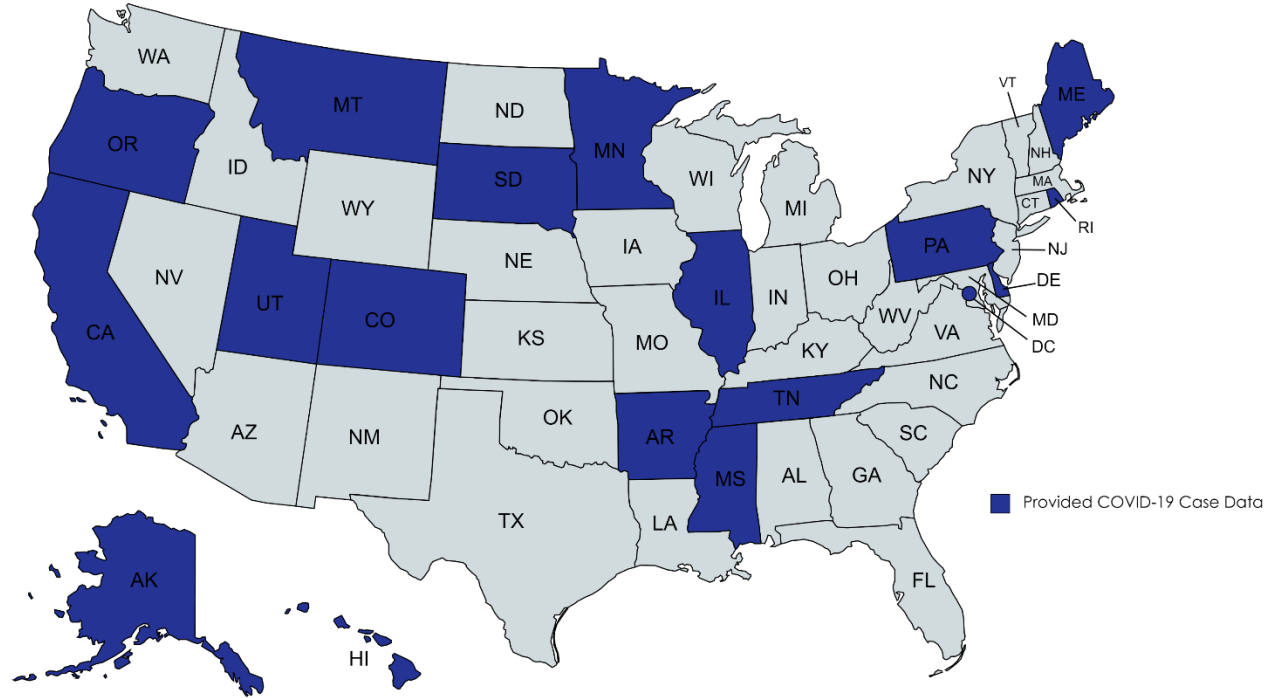 WA
MT
ND
MN
ME
VT
OR
ID
SD
WI
NH
NY
MA
WY
MI
CT
RI
IA
PA
NJ
NE
NV
OH
DE
UT
IL
IN
CO
WV
MD
CA
KS
MO
VA
DC
KY
NC
TN
OK
AZ
NM
AR
SC
MS
AL
GA
Provided COVID-19 Case Data
TX
LA
AK
FL
HI